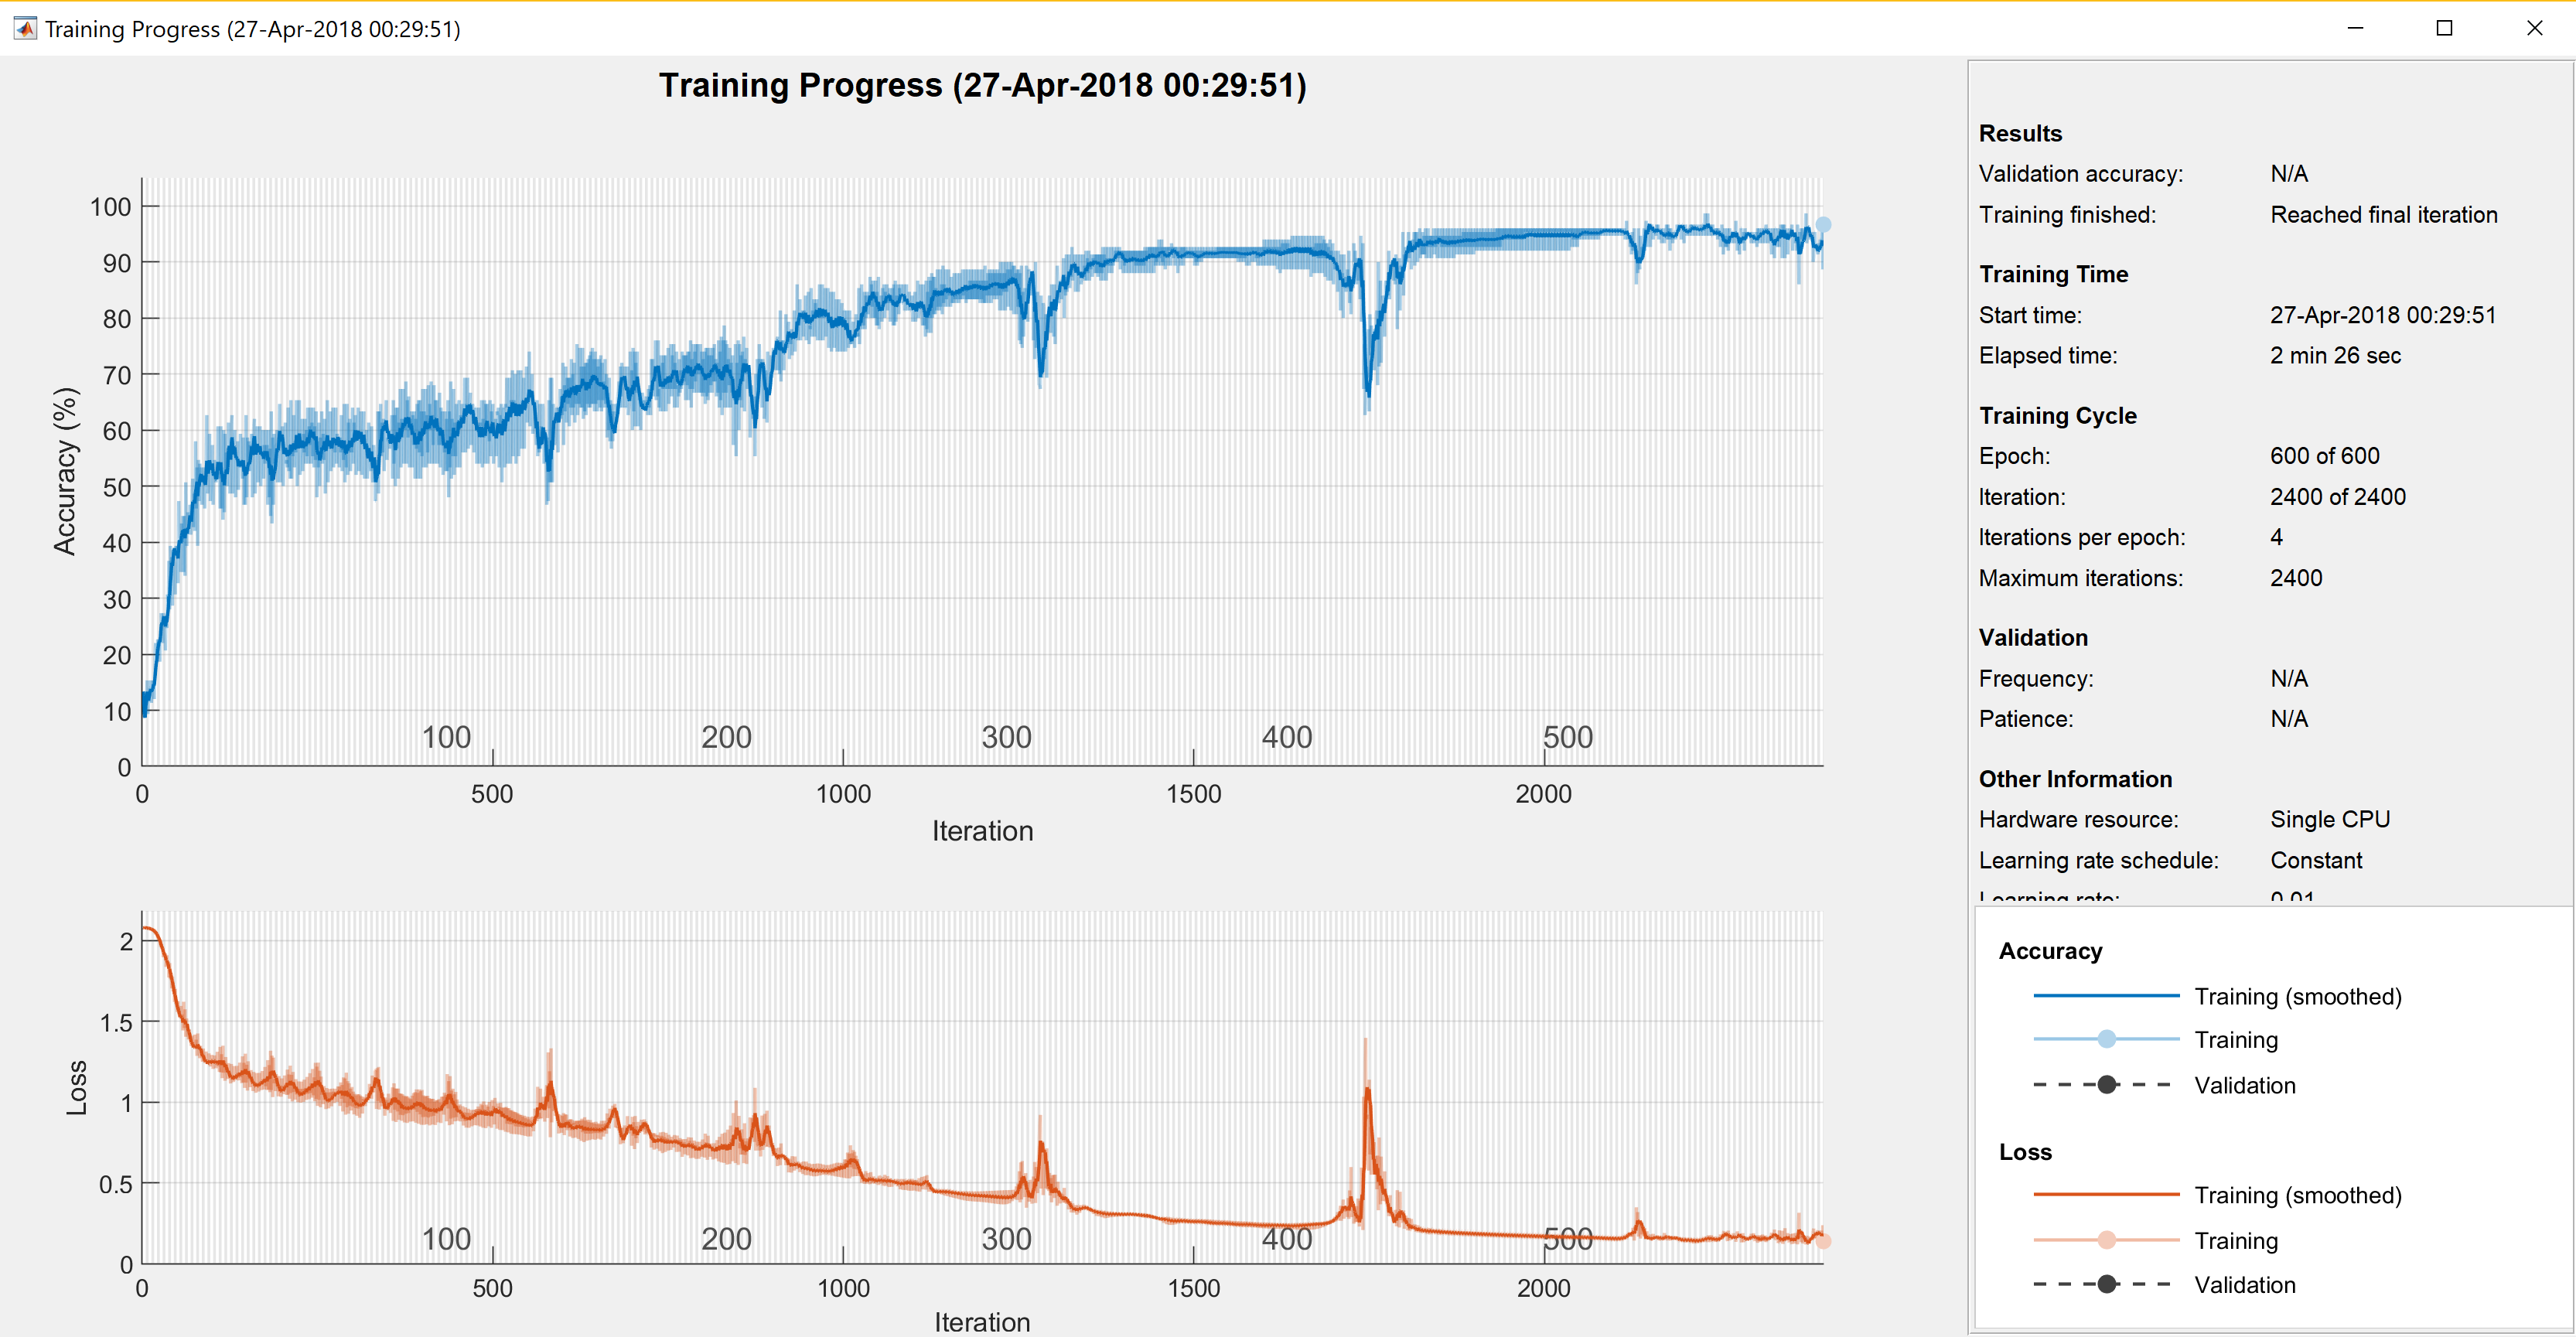 Training Progress (27-Apr-2018 00:29:51)
Training Progress (27-Apr-2018 00:29:51)
100
90
80
70
60
50
40
30
20
10
0
Accuracy (%)
100 200 300 400 500
0 500 1000 1500 2000
Iteration
2
1.5
1
0.5
0
Loss
100 200 300 400 500
0 500 1000 1500 2000
Iteration
Results
Validation accuracy: N/A
Training finished: Reached final iteration
Training Time
Start time: 27-Apr-2018 00:29:51
Elapsed time: 2 min 26 sec
Training Cycle
Epoch: 600 of 600
Iteration: 2400 of 2400
Iterations per epoch: 4
Maximum iterations: 2400
Validation
Frequency: N/A
Patience: N/A
Other Information
Hardware resource: Single CPU
Learning rate schedule: Constant
Learning rate: 0.01
Accuracy
Training (smoothed)
Training
Validation
Loss
Training (smoothed)
Training
Validation